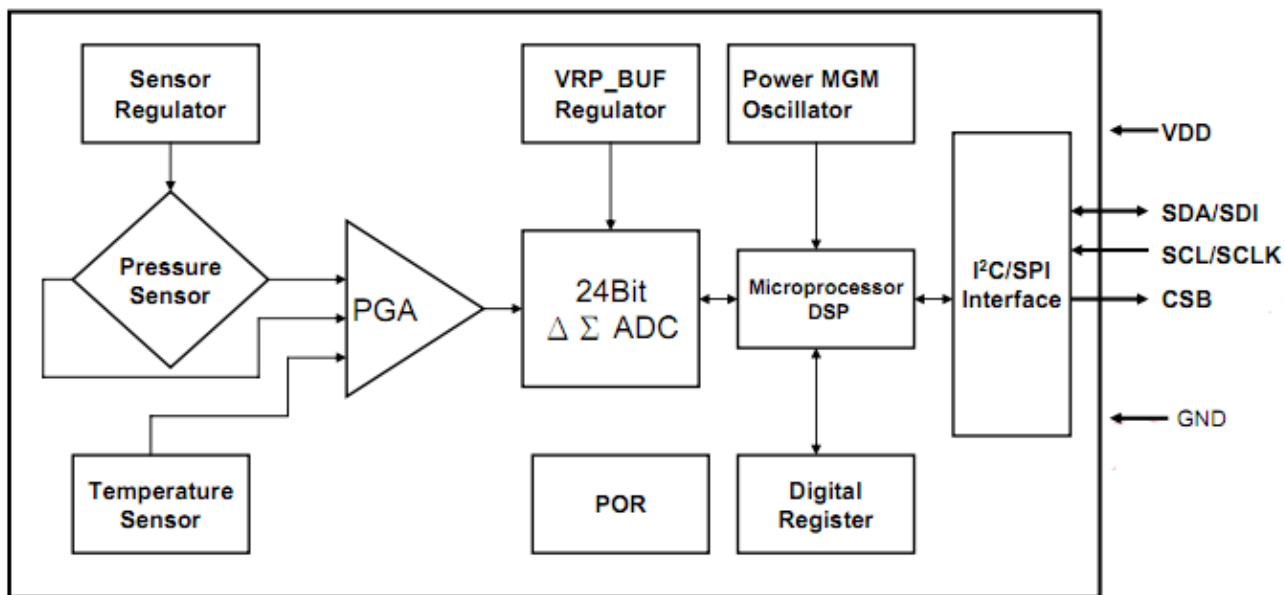 Sensor
Regulator
VRP_BUF
Regulator
Power MGM
Oscillator
VDD
SDA/SDI
SCL/SCLK
CSB
GND
Pressure
Sensor
PGA
24Bit
Δ Σ ADC
Microprocessor
DSP
I²C/SPI
Interface
Temperature
Sensor
POR
Digital
Register